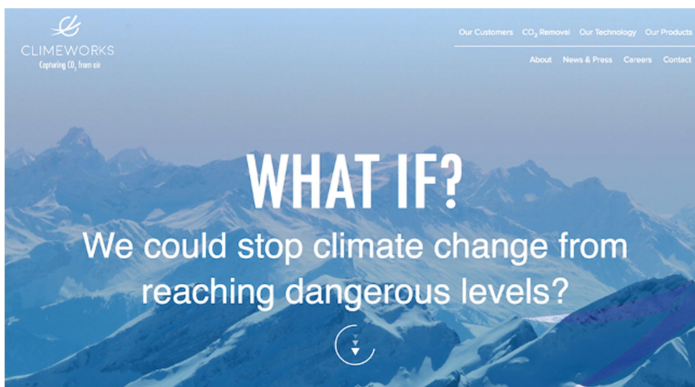 CLIMEWORKS
Capturing CO₂ from air
Our Customers CO₂ Removal Our Technology Our Products
About News & Press Careers Contact
WHAT IF?
We could stop climate change from
reaching dangerous levels?